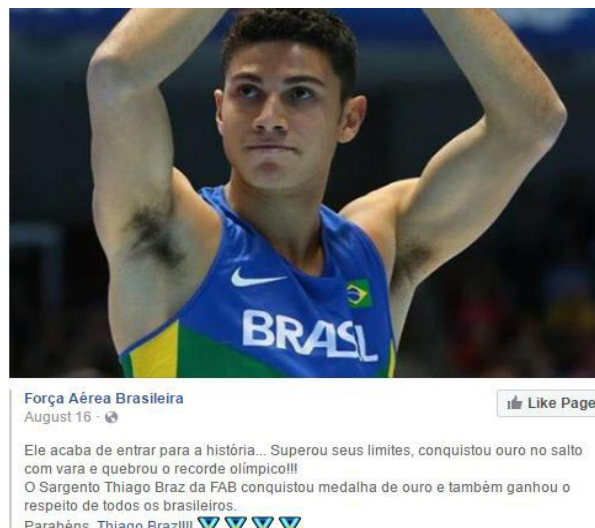 BRASIL
Força Aérea Brasileira
Like Page
August 16 ·
Ele acaba de entrar para a história... Superou seus limites, conquistou ouro no salto
com vara e quebrou o recorde olímpico!!!
O Sargento Thiago Braz da FAB conquistou medalha de ouro e também ganhou o
respeito de todos os brasileiros.
Parabéns, Thiago Braz!!!!